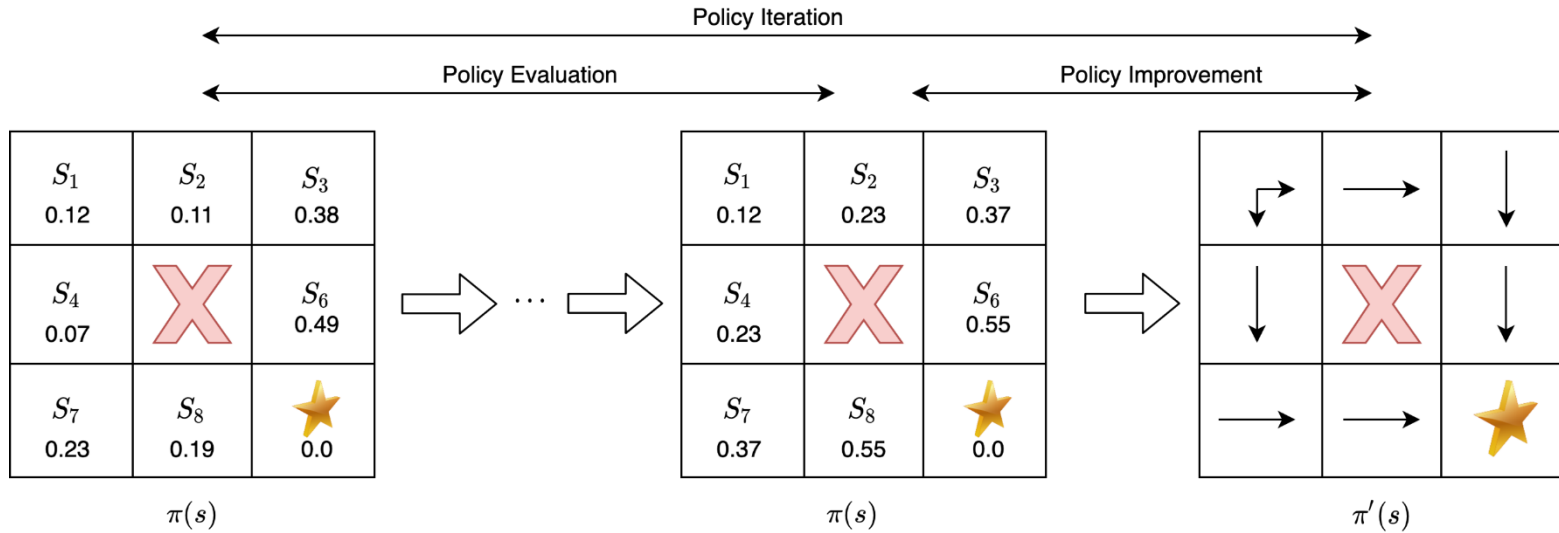 Policy Iteration
Policy Evaluation Policy Improvement
S₁ S₂ S₃ S₁ S₂ S₃
0.12 0.11 0.38 0.12 0.23 0.37
X X X
S₄ S₆ ... S₄ S₆
0.07 0.49 0.23 0.55
S₇ S₈ S₇ S₈
0.23 0.19 0.0 0.37 0.55 0.0
π(s) π(s) π′(s)